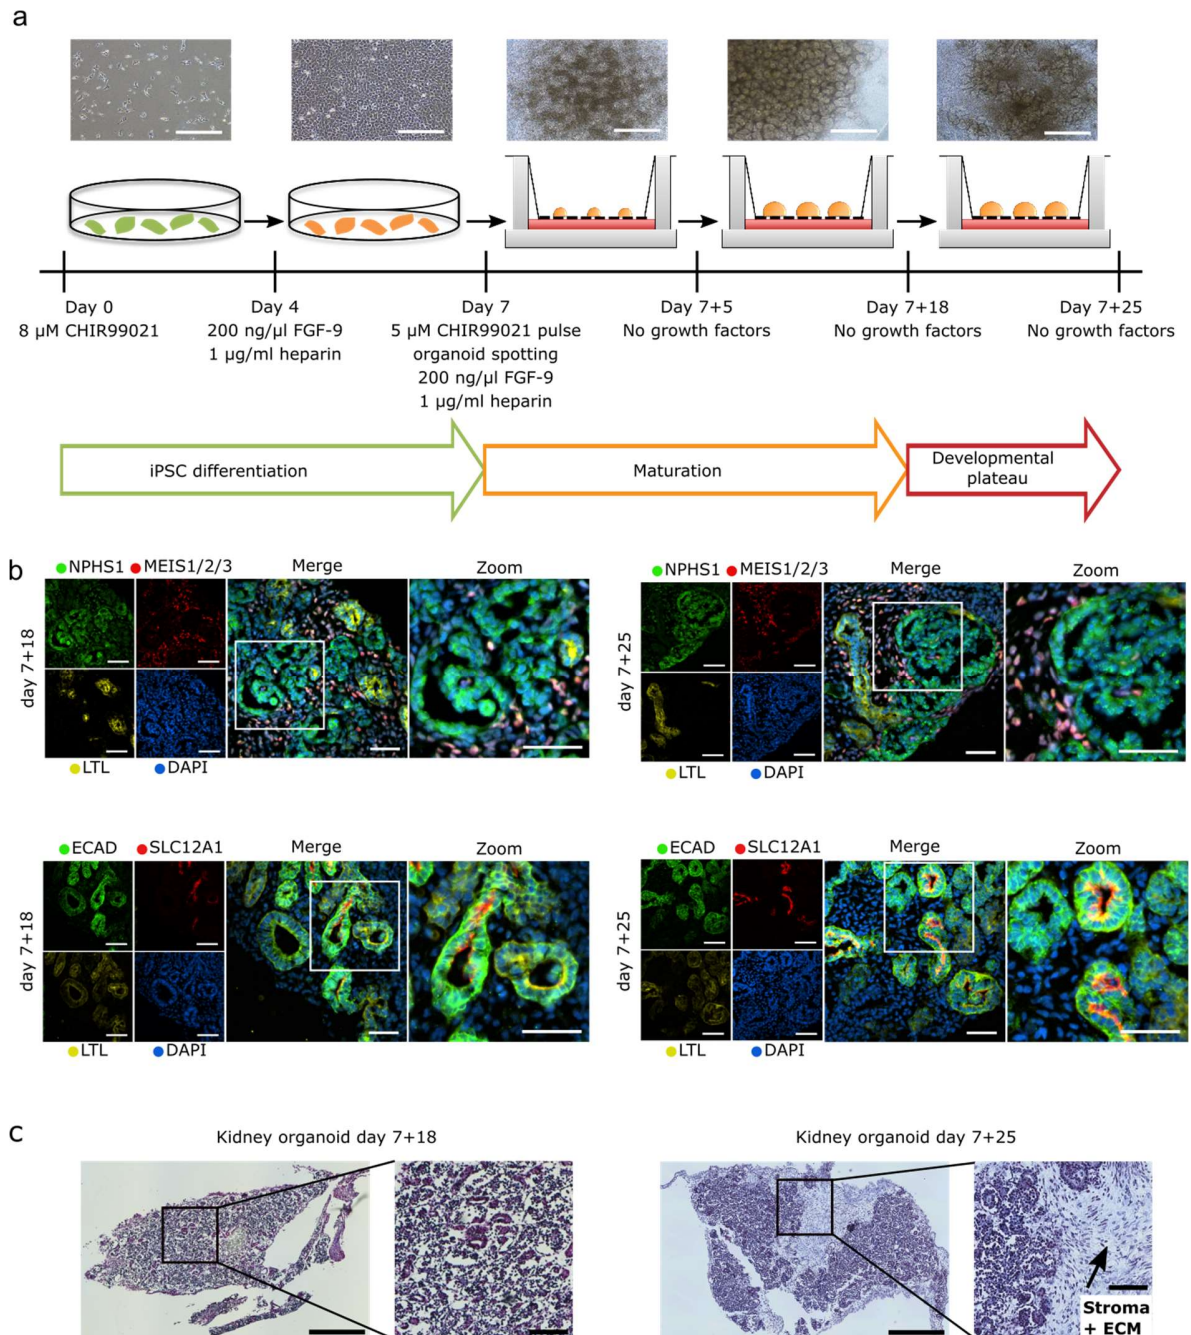 a
Day 0
8 µM CHIR99021
Day 4
200 ng/µl FGF-9
1 µg/ml heparin
Day 7
5 µM CHIR99021 pulse
organoid spotting
200 ng/µl FGF-9
1 µg/ml heparin
Day 7+5
No growth factors
Day 7+18
No growth factors
Day 7+25
No growth factors
iPSC differentiation
Maturation
Developmental
plateau
b
NPHS1 MEIS1/2/3 Merge Zoom
day 7+18
LTL DAPI
NPHS1 MEIS1/2/3 Merge Zoom
day 7+25
LTL DAPI
ECAD SLC12A1 Merge Zoom
day 7+18
LTL DAPI
ECAD SLC12A1 Merge Zoom
day 7+25
LTL DAPI
c
Kidney organoid day 7+18
Kidney organoid day 7+25
Stroma
+ ECM